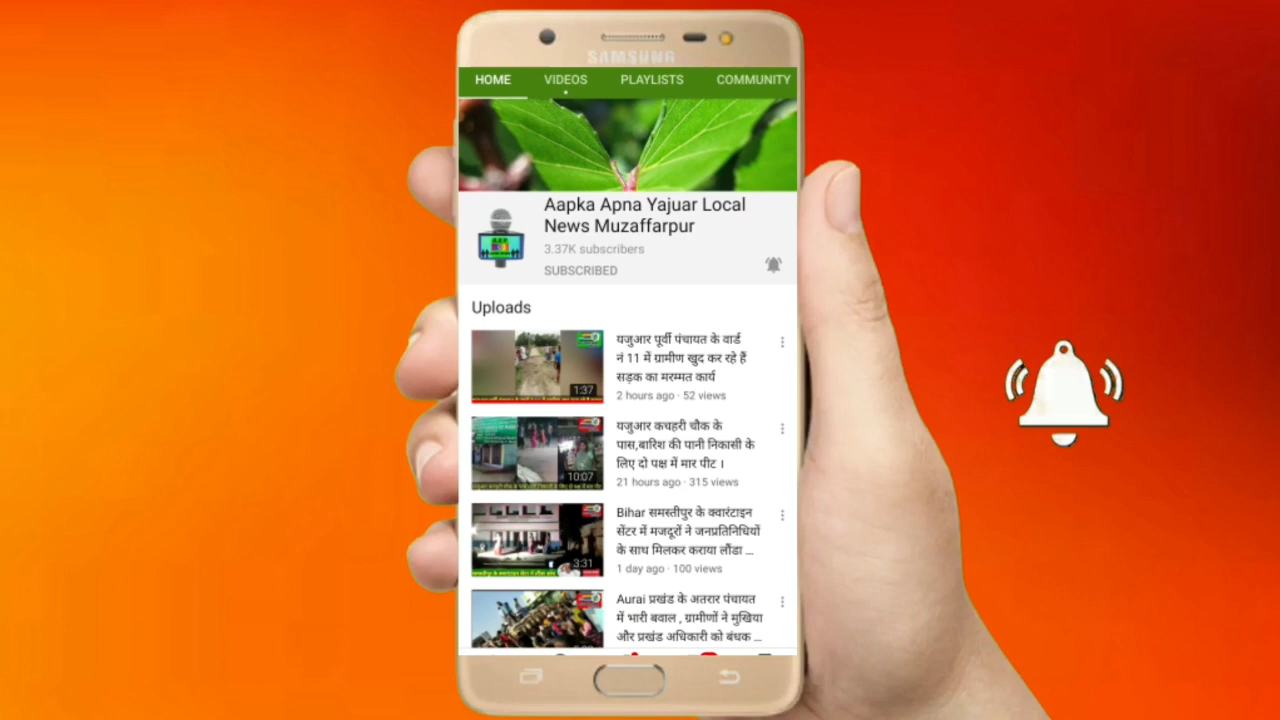 SAMSUNG
HOME VIDEOS PLAYLISTS COMMUNITY
Aapka Apna Yajuar Local
News Muzaffarpur
3.37K subscribers
SUBSCRIBED
Uploads
यजुआर पूर्वी पंचायत के वार्ड
नं 11 में ग्रामीण खुद कर रहे हैं
सड़क का मरम्मत कार्य
2 hours ago · 52 views
1:37
यजुआर कचहरी चौक के
पास,बारिश की पानी निकासी के
लिए दो पक्ष में मार पीट ।
21 hours ago · 315 views
10:07
Bihar समस्तीपुर के क्वारंटाइन
सेंटर में मजदूरों ने जनप्रतिनिधियों
के साथ मिलकर कराया लौंडा ...
1 day ago · 100 views
3:31
Aurai प्रखंड के अतरार पंचायत
में भारी बवाल , ग्रामीणों ने मुखिया
और प्रखंड अधिकारी को बंधक ...